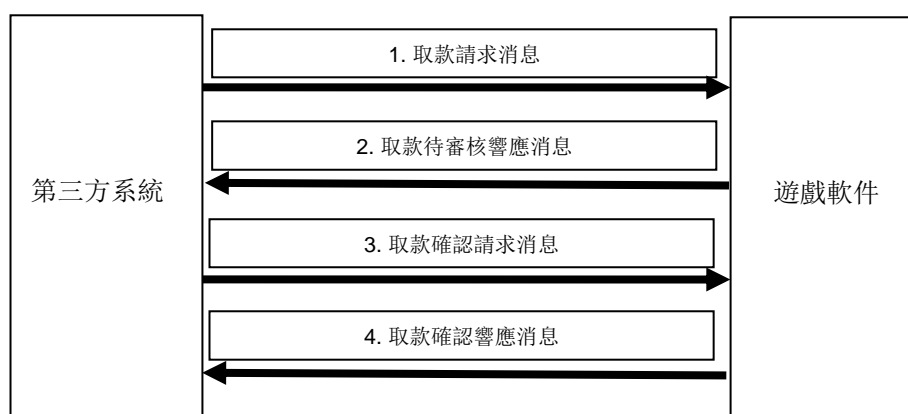 1. 取款請求消息
2. 取款待審核響應消息
第三方系統
遊戲軟件
3. 取款確認請求消息
4. 取款確認響應消息